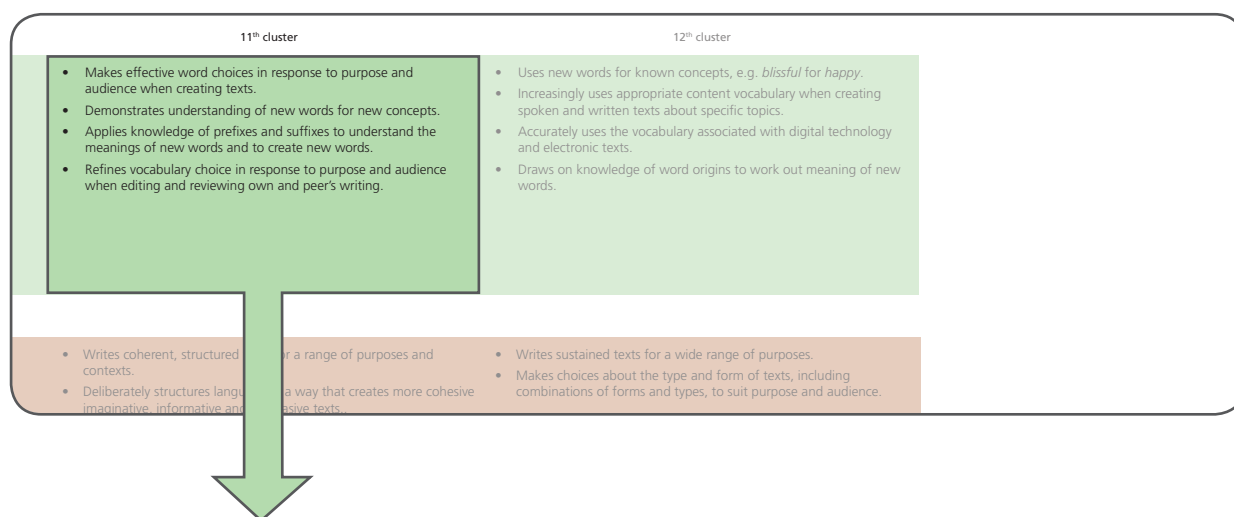 11th cluster
12th cluster
• Makes effective word choices in response to purpose and
audience when creating texts.
• Demonstrates understanding of new words for new concepts.
• Applies knowledge of prefixes and suffixes to understand the
meanings of new words and to create new words.
• Refines vocabulary choice in response to purpose and audience
when editing and reviewing own and peer’s writing.
• Uses new words for known concepts, e.g. blissful for happy.
• Increasingly uses appropriate content vocabulary when creating
spoken and written texts about specific topics.
• Accurately uses the vocabulary associated with digital technology
and electronic texts.
• Draws on knowledge of word origins to work out meaning of new
words.
• Writes coherent, structured or a range of purposes and
contexts.
• Deliberately structures langu a way that creates more cohesive
imaginative, informative and asive texts..
• Writes sustained texts for a wide range of purposes.
• Makes choices about the type and form of texts, including
combinations of forms and types, to suit purpose and audience.